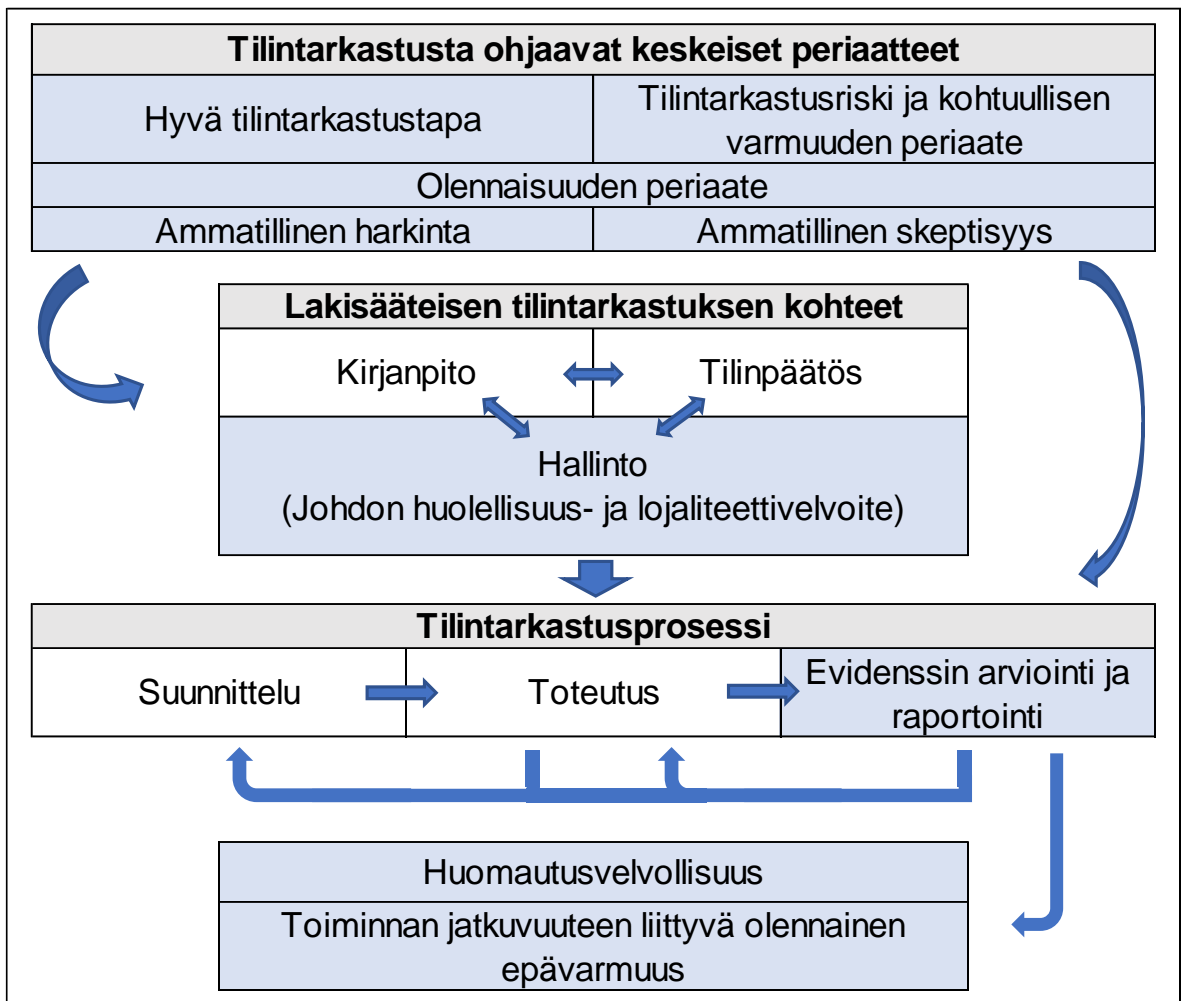 Tilintarkastusta ohjaavat keskeiset periaatteet
Hyvä tilintarkastustapa
Tilintarkastusriski ja kohtuullisen
varmuuden periaate
Olennaisuuden periaate
Ammatillinen harkinta
Ammatillinen skeptisyys
Lakisääteisen tilintarkastuksen kohteet
Kirjanpito
Tilinpäätös
Hallinto
(Johdon huolellisuus- ja lojaliteettivelvoite)
Tilintarkastusprosessi
Suunnittelu
Toteutus
Evidenssin arviointi ja
raportointi
Huomautusvelvollisuus
Toiminnan jatkuvuuteen liittyvä olennainen
epävarmuus